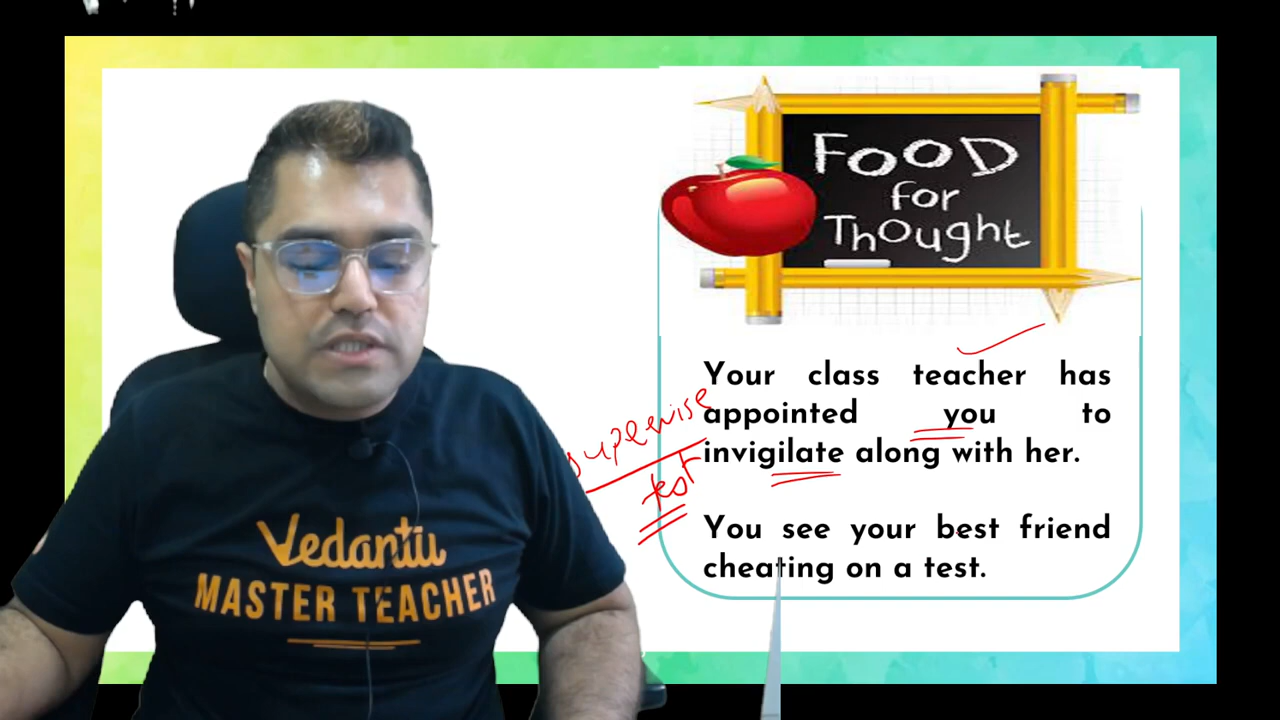 FOOD
for
Thought
Your class teacher has
appointed you to
invigilate along with her.
You see your best friend
cheating on a test.
supervise
test
Vedantu
MASTER TEACHER